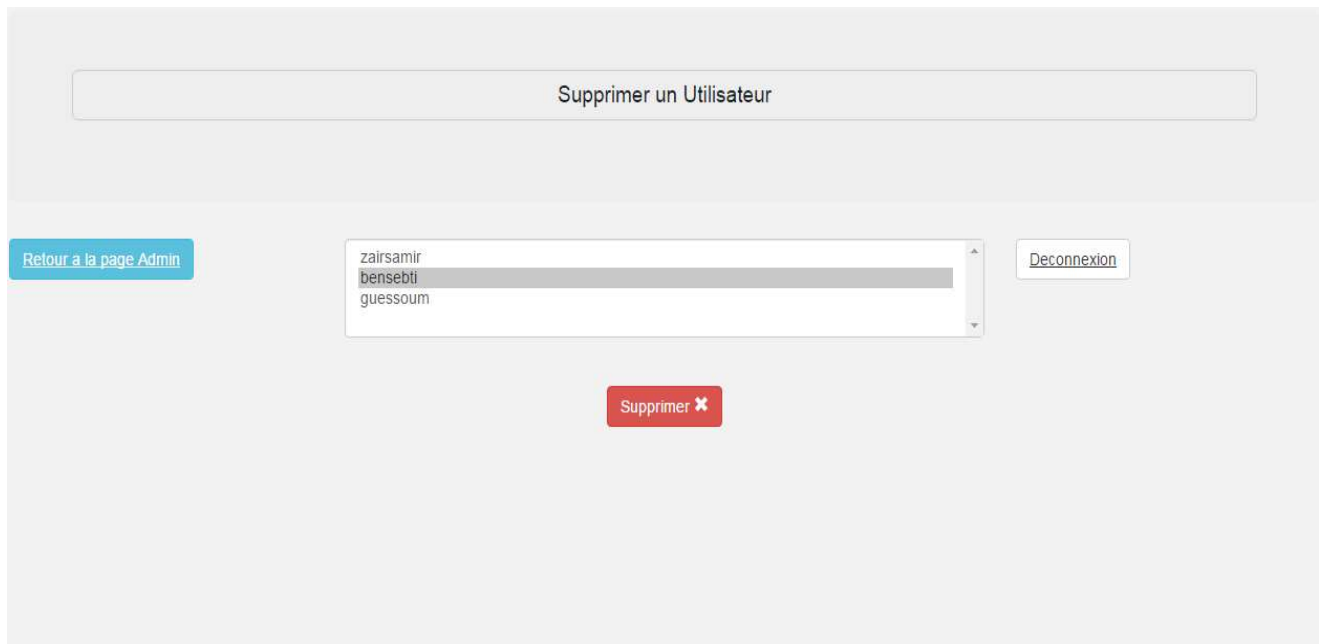 Supprimer un Utilisateur
Retour a la page Admin
zairsamir
bensebti
guessoum
Deconnexion
Supprimer ✖